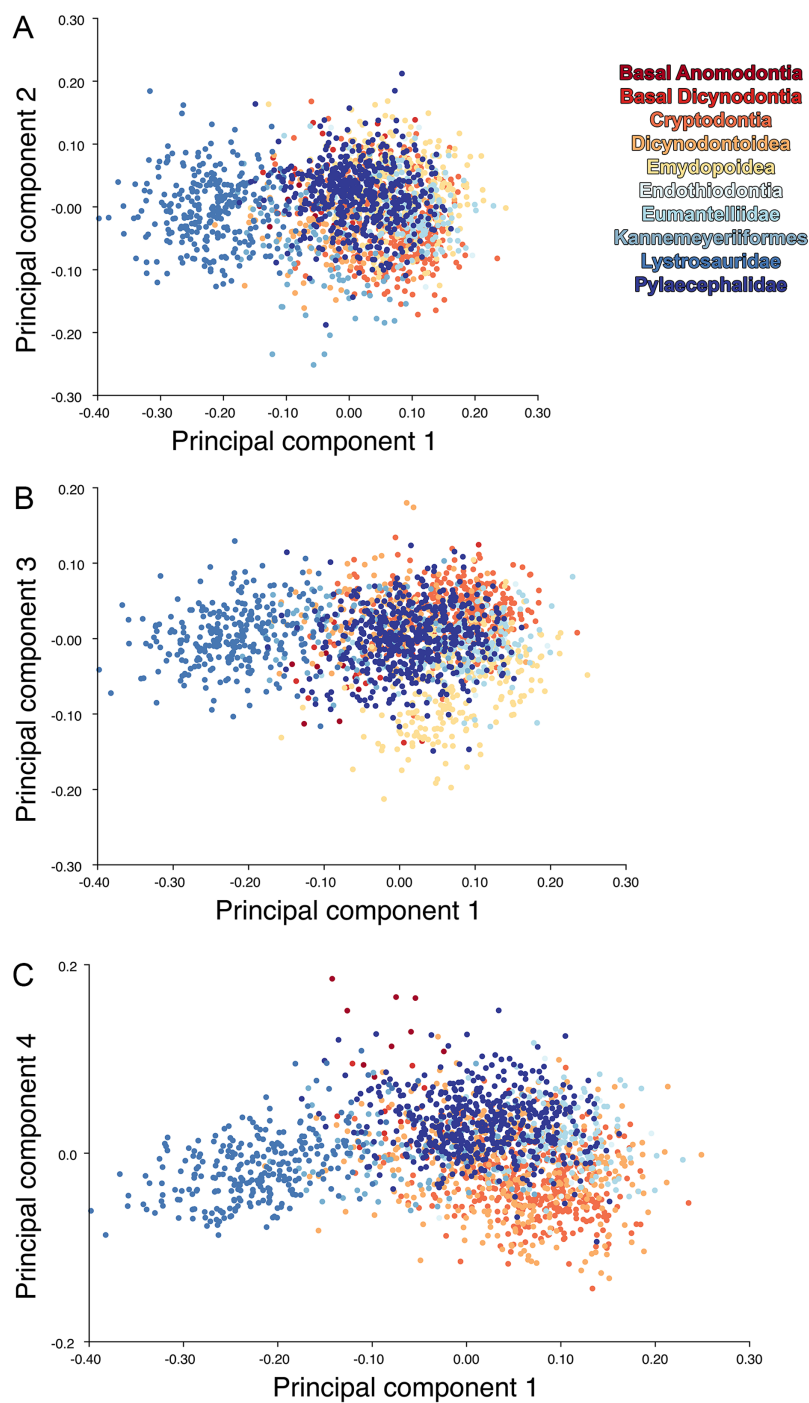 A
0.30
0.20
0.10
-0.00
-0.10
-0.20
-0.30
Principal component 2
-0.40 -0.30 -0.20 -0.10 0.00 0.10 0.20 0.30
Principal component 1
Basal Anomodontia
Basal Dicynodontia
Cryptodontia
Dicynodontoidea
Emydopoidea
Endothiodontia
Eumantelliidae
Kannemeyeriiformes
Lystrosauridae
Pylaecephalidae
B
0.20
0.10
-0.00
-0.10
-0.20
-0.30
Principal component 3
-0.40 -0.30 -0.20 -0.10 0.00 0.10 0.20 0.30
Principal component 1
C
0.2
0.0
-0.2
Principal component 4
-0.40 -0.30 -0.20 -0.10 0.00 0.10 0.20 0.30
Principal component 1